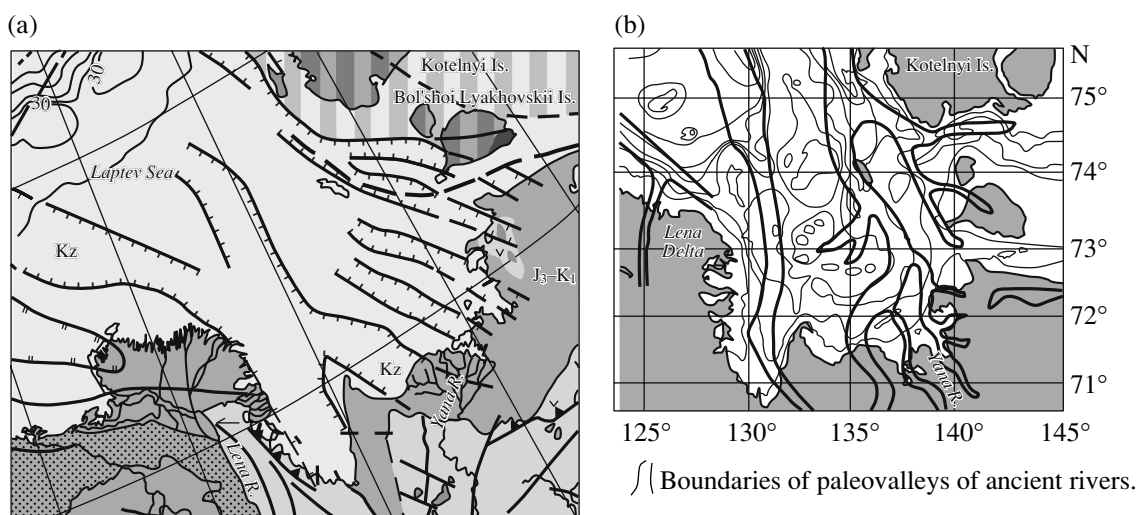 (a)
30
30
Kotelnyi Is.
Bol'shoi Lyakhovskii Is.
Laptev Sea
Kz
J3–K1
Kz
Yana R.
Lena R.
(b)
Kotelnyi Is.
N
75°
74°
Lena
Delta
73°
72°
Yana R.
71°
125° 130° 135° 140° 145°
Boundaries of paleovalleys of ancient rivers.